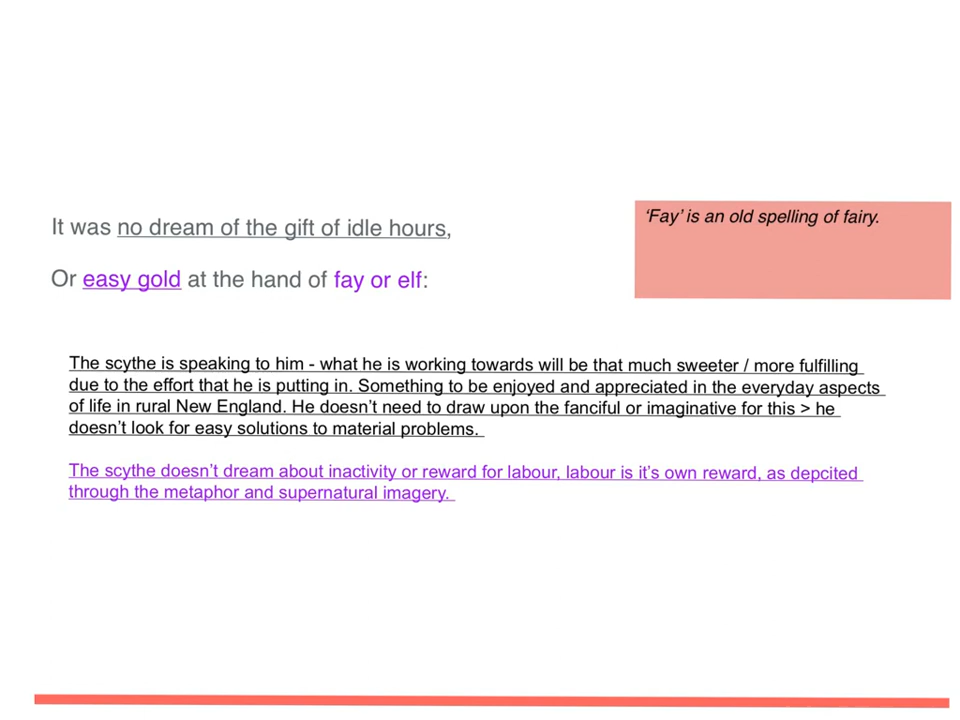 It was no dream of the gift of idle hours,
Or easy gold at the hand of fay or elf:
‘Fay’ is an old spelling of fairy.
The scythe is speaking to him - what he is working towards will be that much sweeter / more fulfilling
due to the effort that he is putting in. Something to be enjoyed and appreciated in the everyday aspects
of life in rural New England. He doesn’t need to draw upon the fanciful or imaginative for this > he
doesn’t look for easy solutions to material problems.
The scythe doesn’t dream about inactivity or reward for labour, labour is it’s own reward, as depcited
through the metaphor and supernatural imagery.